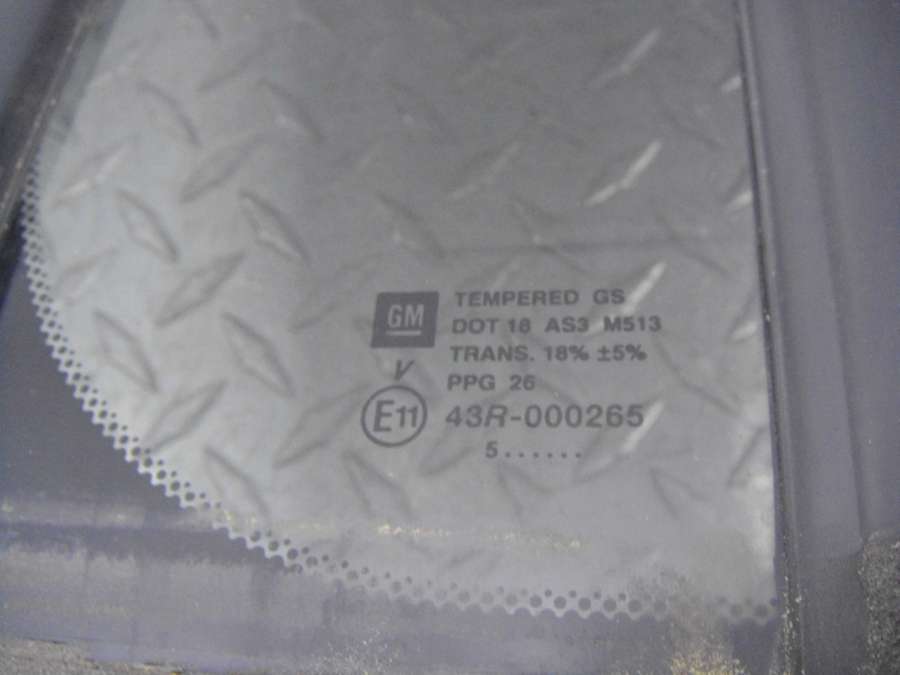 GM TEMPERED GS
DOT 18 AS3 M513
TRANS. 18% ±5%
V
PPG 26
E11 43R-000265
5......